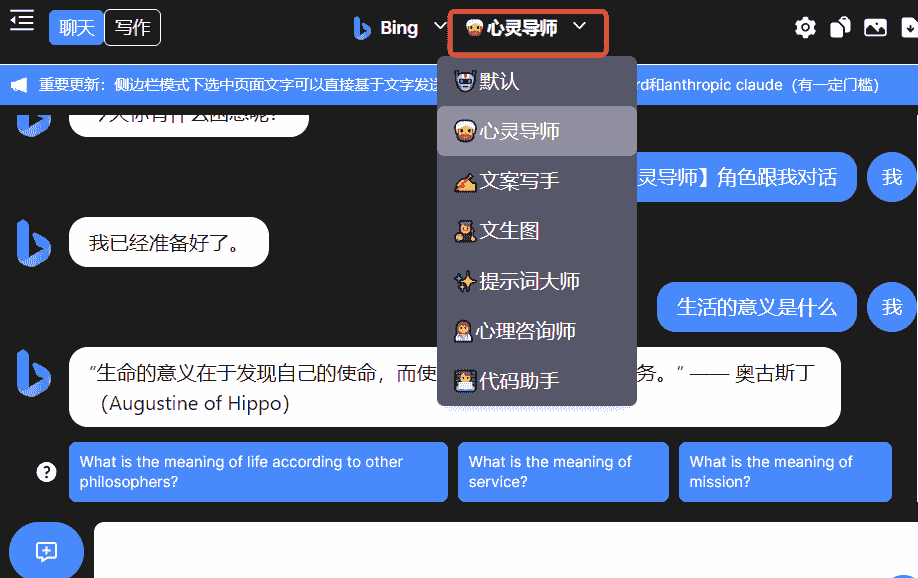 聊天 写作 Bing 心灵导师
重要更新：侧边栏模式下选中页面文字可以直接基于文字发送
rd和anthropic claude（有一定门槛）
默认
心灵导师
文案写手
文生图
提示词大师
心理咨询师
代码助手
灵导师】角色跟我对话 我
我已经准备好了。
生活的意义是什么 我
“生命的意义在于发现自己的使命，而使
务。” —— 奥古斯丁
（Augustine of Hippo）
What is the meaning of life according to other
philosophers?
What is the meaning of
service?
What is the meaning of
mission?